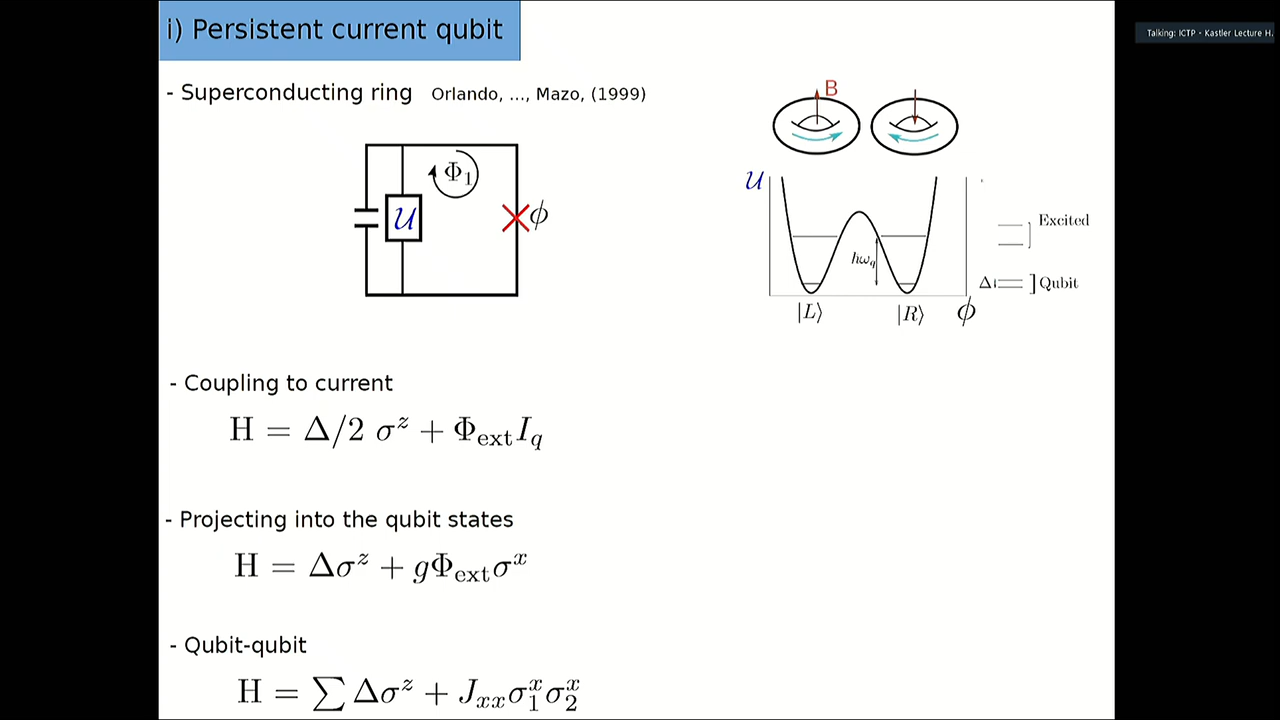 i) Persistent current qubit
Talking: ICTP - Kastler Lecture H.
- Superconducting ring Orlando, ..., Mazo, (1999)
B
Φ₁
𝒰
ϕ
𝒰
Excited
ħω_q
Δ
Qubit
|L⟩ |R⟩ ϕ
- Coupling to current
H = Δ/2 σ^z + Φ_ext I_q
- Projecting into the qubit states
H = Δσ^z + gΦ_ext σ^x
- Qubit-qubit
H = ∑ Δσ^z + J_xx σ_1^x σ_2^x